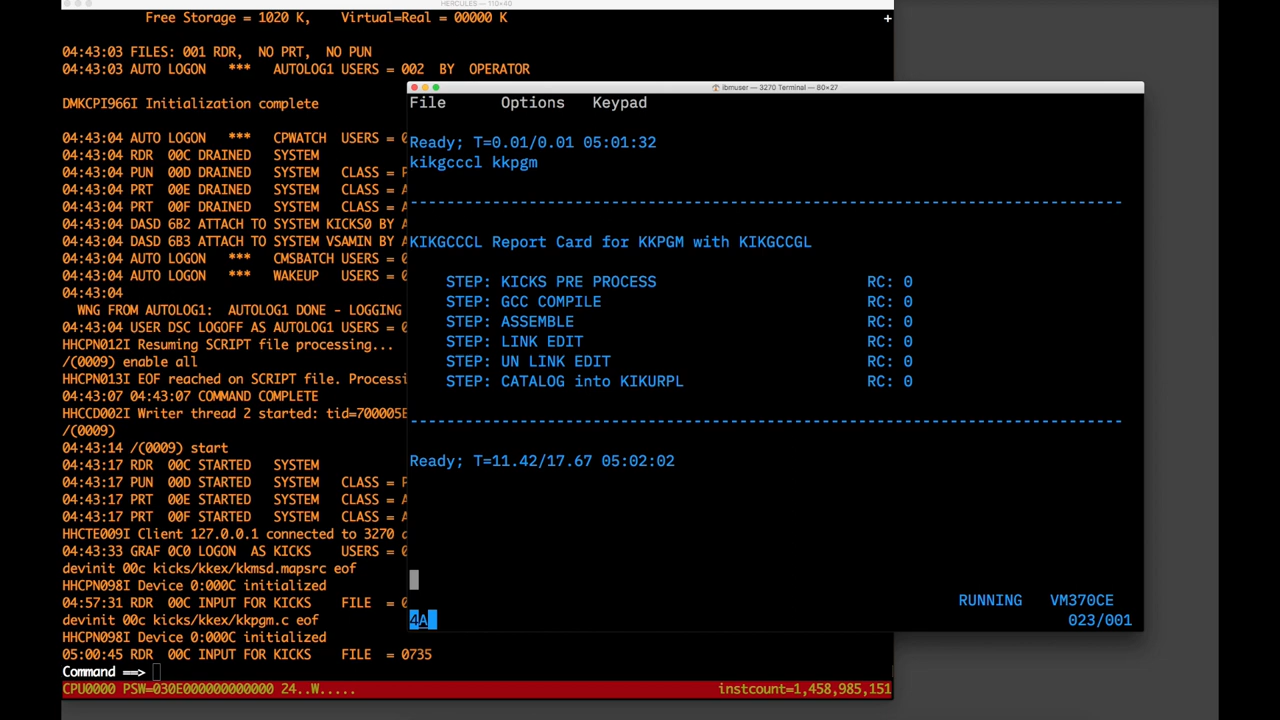 HERCULES — 110×40
Free Storage = 1020 K, Virtual=Real = 00000 K
+
04:43:03 FILES: 001 RDR, NO PRT, NO PUN
04:43:03 AUTO LOGON *** AUTOLOG1 USERS = 002 BY OPERATOR
DMKCPI966I Initialization complete
04:43:04 AUTO LOGON *** CPWATCH USERS = 0
04:43:04 RDR 00C DRAINED SYSTEM
04:43:04 PUN 00D DRAINED SYSTEM CLASS =
04:43:04 PRT 00E DRAINED SYSTEM CLASS = A
04:43:04 PRT 00F DRAINED SYSTEM CLASS = A
04:43:04 DASD 6B2 ATTACH TO SYSTEM KICKS0 BY A
04:43:04 DASD 6B3 ATTACH TO SYSTEM VSAMIN BY A
04:43:04 AUTO LOGON *** CMSBATCH USERS = 0
04:43:04 AUTO LOGON *** WAKEUP USERS = 0
04:43:04
WNG FROM AUTOLOG1: AUTOLOG1 DONE - LOGGING
04:43:04 USER DSC LOGOFF AS AUTOLOG1 USERS = 0
HHCPN012I Resuming SCRIPT file processing...
/(0009) enable all
HHCPN013I EOF reached on SCRIPT file. Processi
04:43:07 04:43:07 COMMAND COMPLETE
HHCCD002I Writer thread 2 started: tid=700005E
/(0009)
04:43:14 /(0009) start
04:43:17 RDR 00C STARTED SYSTEM
04:43:17 PUN 00D STARTED SYSTEM CLASS =
04:43:17 PRT 00E STARTED SYSTEM CLASS = A
04:43:17 PRT 00F STARTED SYSTEM CLASS = A
HHCTE009I Client 127.0.0.1 connected to 3270
04:43:33 GRAF 0C0 LOGON AS KICKS USERS = 0
devinit 00c kicks/kkex/kkmsd.mapsrc eof
HHCPN098I Device 0:000C initialized
04:57:31 RDR 00C INPUT FOR KICKS FILE = 0
devinit 00c kicks/kkex/kkpgm.c eof
HHCPN098I Device 0:000C initialized
05:00:45 RDR 00C INPUT FOR KICKS FILE = 0735
Command ==>
CPU0000 PSW=030E000000000000 24..W..... instcount=1,458,985,151
ibmuser — 3270 Terminal — 80×27
File Options Keypad
Ready; T=0.01/0.01 05:01:32
kikgcccl kkpgm
------------------------------------------------------------------------------
KIKGCCCL Report Card for KKPGM with KIKGCCGL
STEP: KICKS PRE PROCESS RC: 0
STEP: GCC COMPILE RC: 0
STEP: ASSEMBLE RC: 0
STEP: LINK EDIT RC: 0
STEP: UN LINK EDIT RC: 0
STEP: CATALOG into KIKURPL RC: 0
------------------------------------------------------------------------------
Ready; T=11.42/17.67 05:02:02
RUNNING VM370CE
4A 023/001